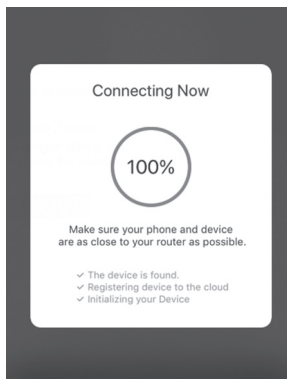 Connecting Now
100%
Make sure your phone and device
are as close to your router as possible.
✓ The device is found.
✓ Registering device to the cloud
✓ Initializing your Device